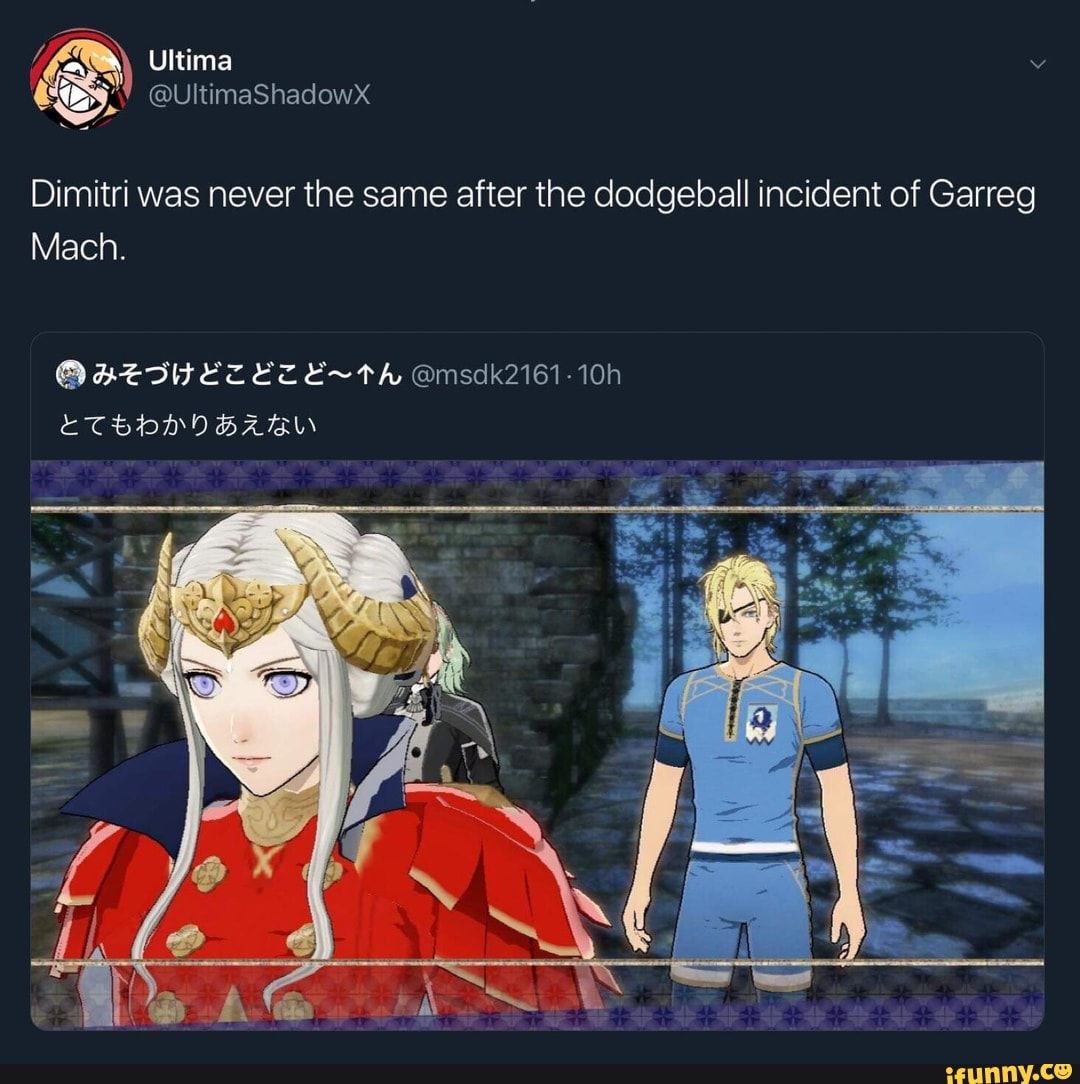 Ultima
@UltimaShadowX
Dimitri was never the same after the dodgeball incident of Garreg
Mach.
みそづけどこどこど〜↑ん @msdk2161 · 10h
とてもわかりあえない
ifunny.co